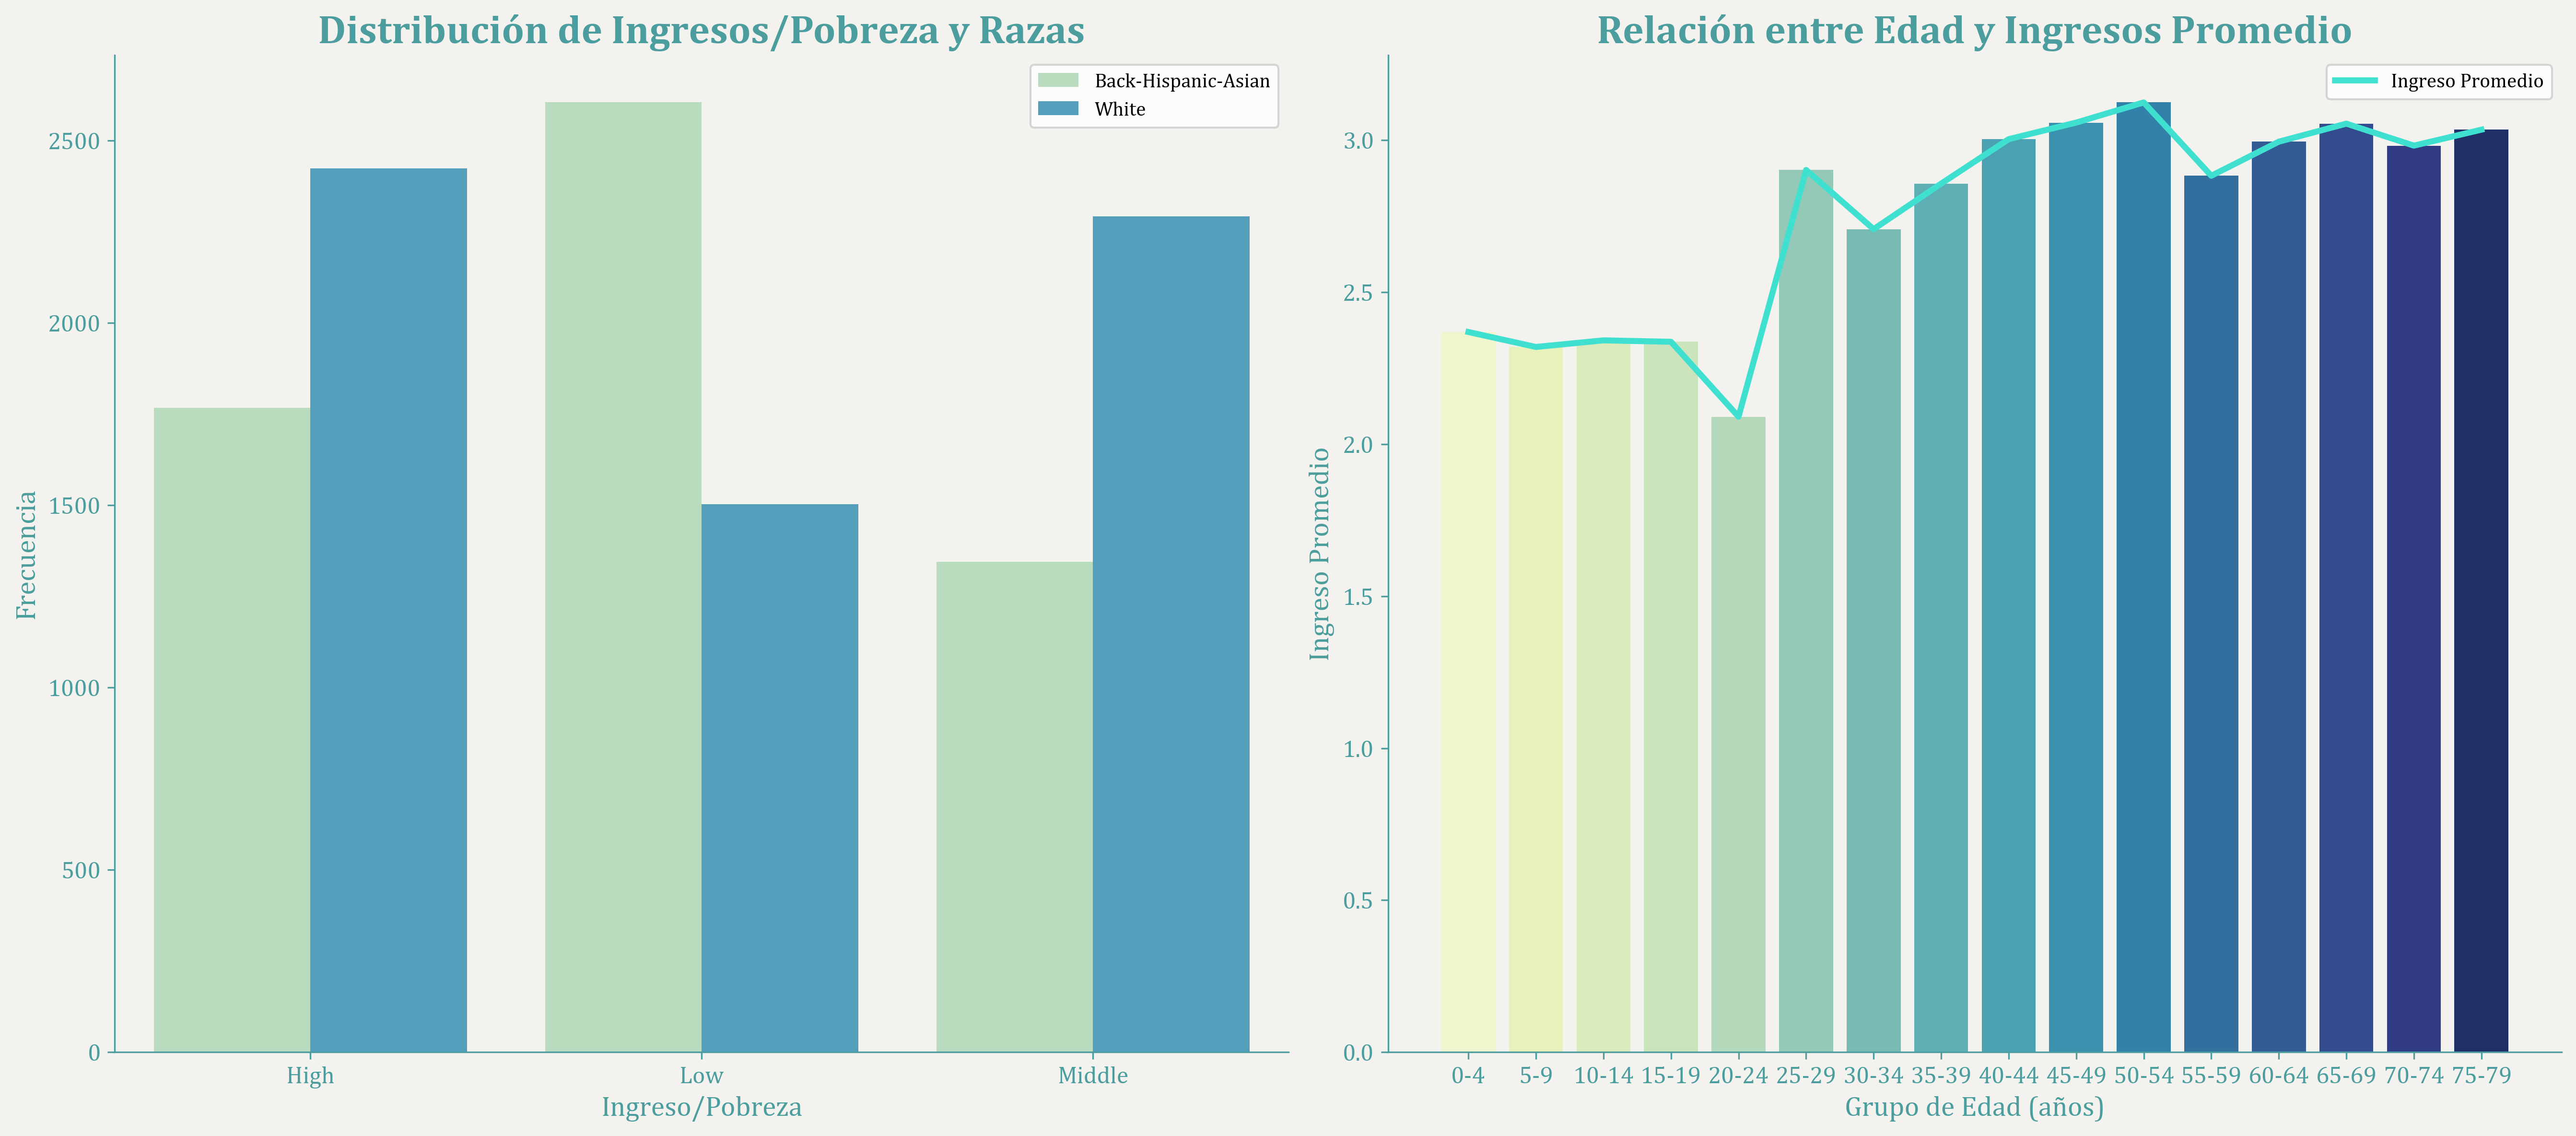 Distribución de Ingresos/Pobreza y Razas
Back-Hispanic-Asian
White
Frecuencia
2500
2000
1500
1000
500
0
High Low Middle
Ingreso/Pobreza
Relación entre Edad y Ingresos Promedio
Ingreso Promedio
Ingreso Promedio
3.0
2.5
2.0
1.5
1.0
0.5
0.0
0-4 5-9 10-14 15-19 20-24 25-29 30-34 35-39 40-44 45-49 50-54 55-59 60-64 65-69 70-74 75-79
Grupo de Edad (años)